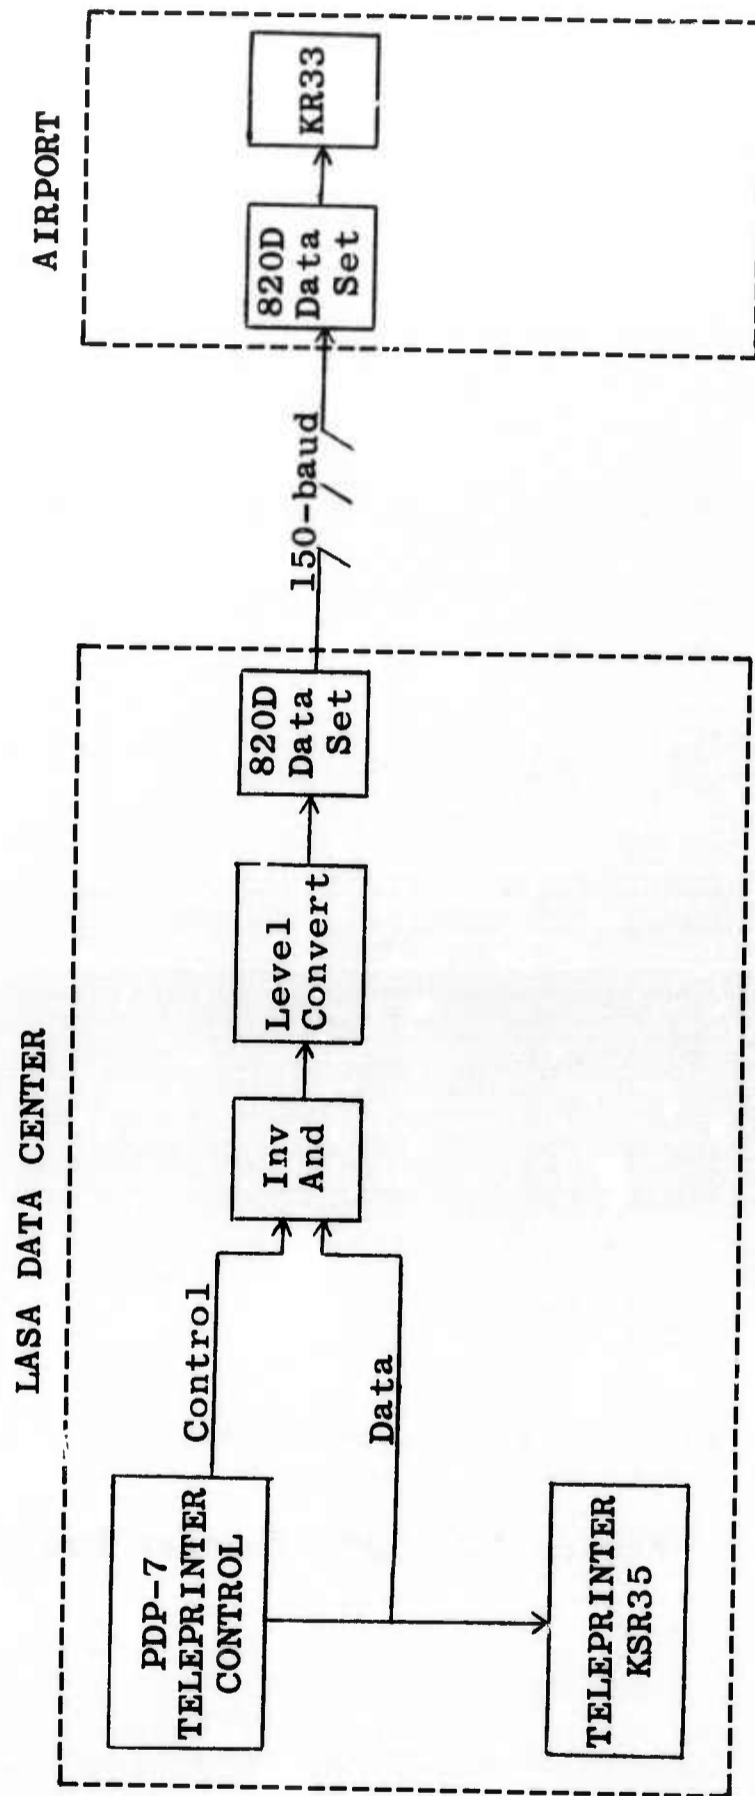 LASA DATA CENTER
AIRPORT
PDP-7
TELEPRINTER
CONTROL
Control
Data
Inv
And
Level
Convert
820D
Data
Set
150-baud
820D
Data
Set
KR33
TELEPRINTER
KSR35